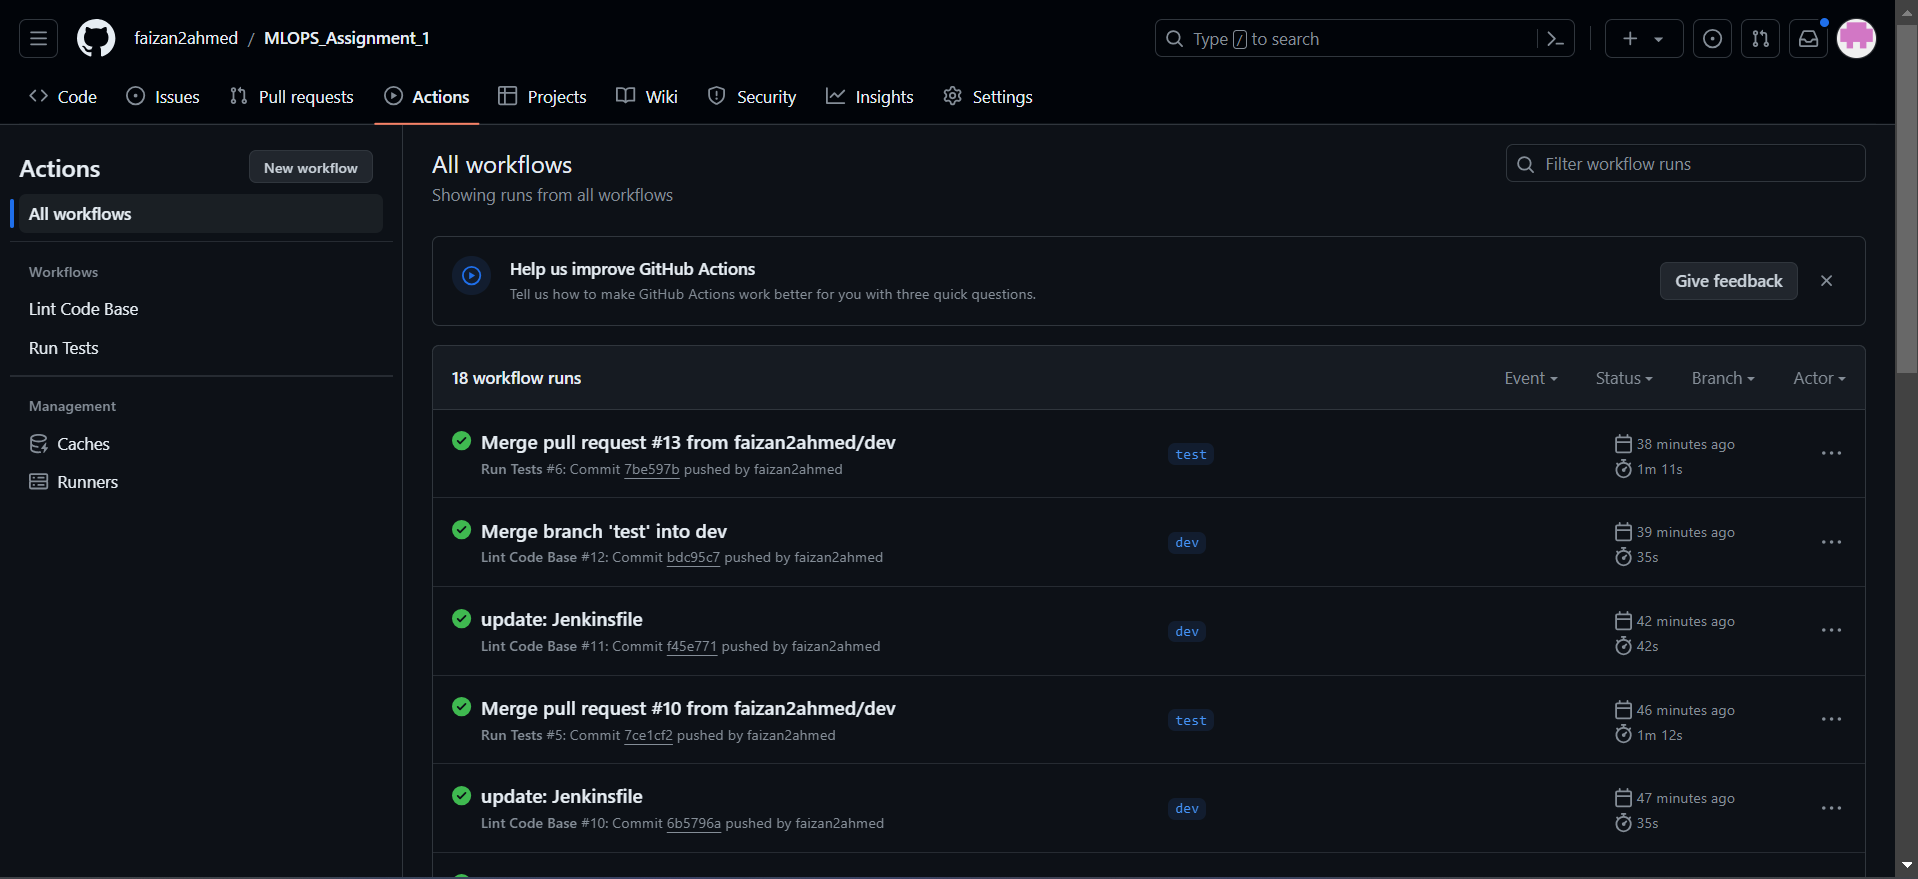 faizan2ahmed / MLOPS_Assignment_1
Type / to search
Code
Issues
Pull requests
Actions
Projects
Wiki
Security
Insights
Settings
Actions
New workflow
All workflows
Workflows
Lint Code Base
Run Tests
Management
Caches
Runners
All workflows
Showing runs from all workflows
Filter workflow runs
Help us improve GitHub Actions
Tell us how to make GitHub Actions work better for you with three quick questions.
Give feedback
18 workflow runs
Event
Status
Branch
Actor
Merge pull request #13 from faizan2ahmed/dev
Run Tests #6: Commit 7be597b pushed by faizan2ahmed
test
38 minutes ago
1m 11s
Merge branch 'test' into dev
Lint Code Base #12: Commit bdc95c7 pushed by faizan2ahmed
dev
39 minutes ago
35s
update: Jenkinsfile
Lint Code Base #11: Commit f45e771 pushed by faizan2ahmed
dev
42 minutes ago
42s
Merge pull request #10 from faizan2ahmed/dev
Run Tests #5: Commit 7ce1cf2 pushed by faizan2ahmed
test
46 minutes ago
1m 12s
update: Jenkinsfile
Lint Code Base #10: Commit 6b5796a pushed by faizan2ahmed
dev
47 minutes ago
35s